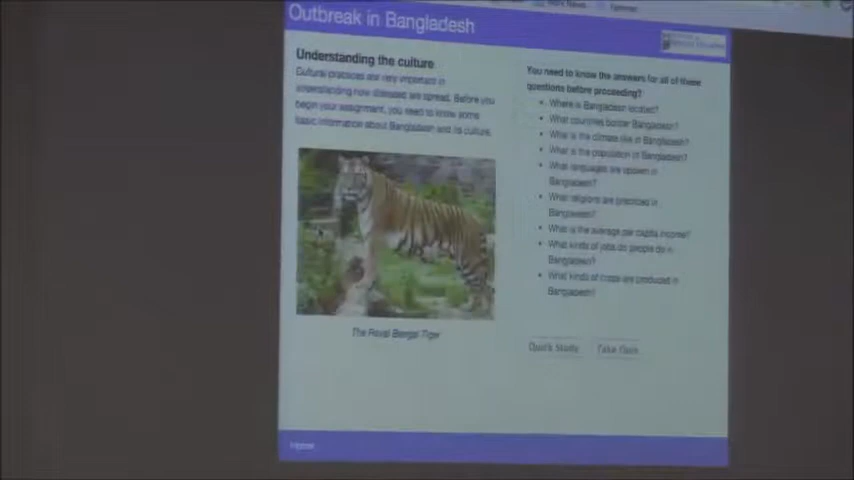 Outbreak in Bangladesh
Understanding the culture
Cultural practices are very important in
understanding how diseases are spread. Before you
begin your assignment, you need to know some
basic information about Bangladesh and its culture.
The Royal Bengal Tiger
You need to know the answers for all of these
questions before proceeding?
Where is Bangladesh located?
What countries border Bangladesh?
What is the climate like in Bangladesh?
What is the population of Bangladesh?
What languages are spoken in
Bangladesh?
What religions are practiced in
Bangladesh?
What is the average per capita income?
What kinds of jobs do people do in
Bangladesh?
What kinds of crops are produced in
Bangladesh?
Quick Study
Take Quiz